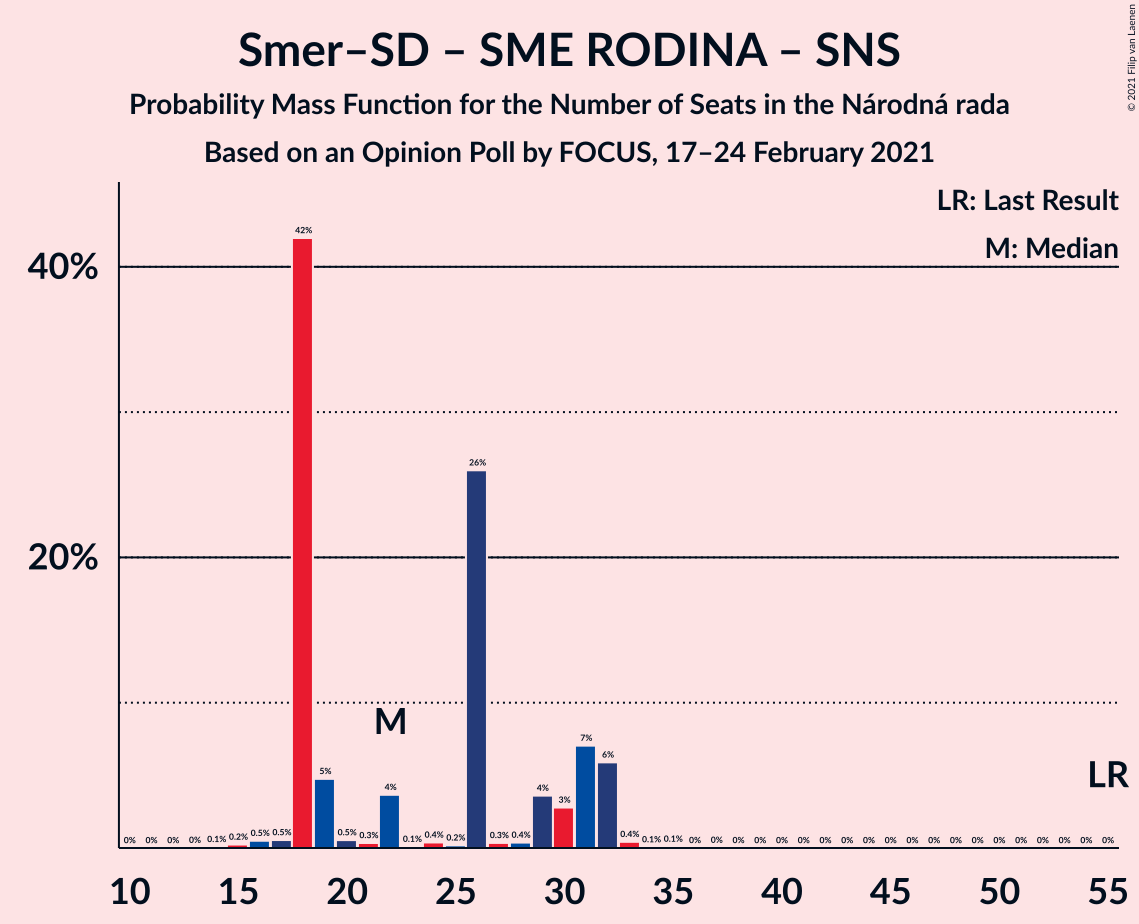 © 2021 Filip van Laenen
Smer–SD – SME RODINA – SNS
Probability Mass Function for the Number of Seats in the Národná rada
Based on an Opinion Poll by FOCUS, 17–24 February 2021
LR: Last Result
M: Median
40%
20%
0% 0% 0% 0% 0.1% 0.2% 0.5% 0.5% 42% 5% 0.5% 0.3% 4% 0.1% 0.4% 0.2% 26% 0.3% 0.4% 4% 3% 7% 6% 0.4% 0.1% 0.1% 0% 0% 0% 0% 0% 0% 0% 0% 0% 0% 0% 0% 0% 0% 0% 0% 0% 0% 0% 0%
M
LR
10 15 20 25 30 35 40 45 50 55